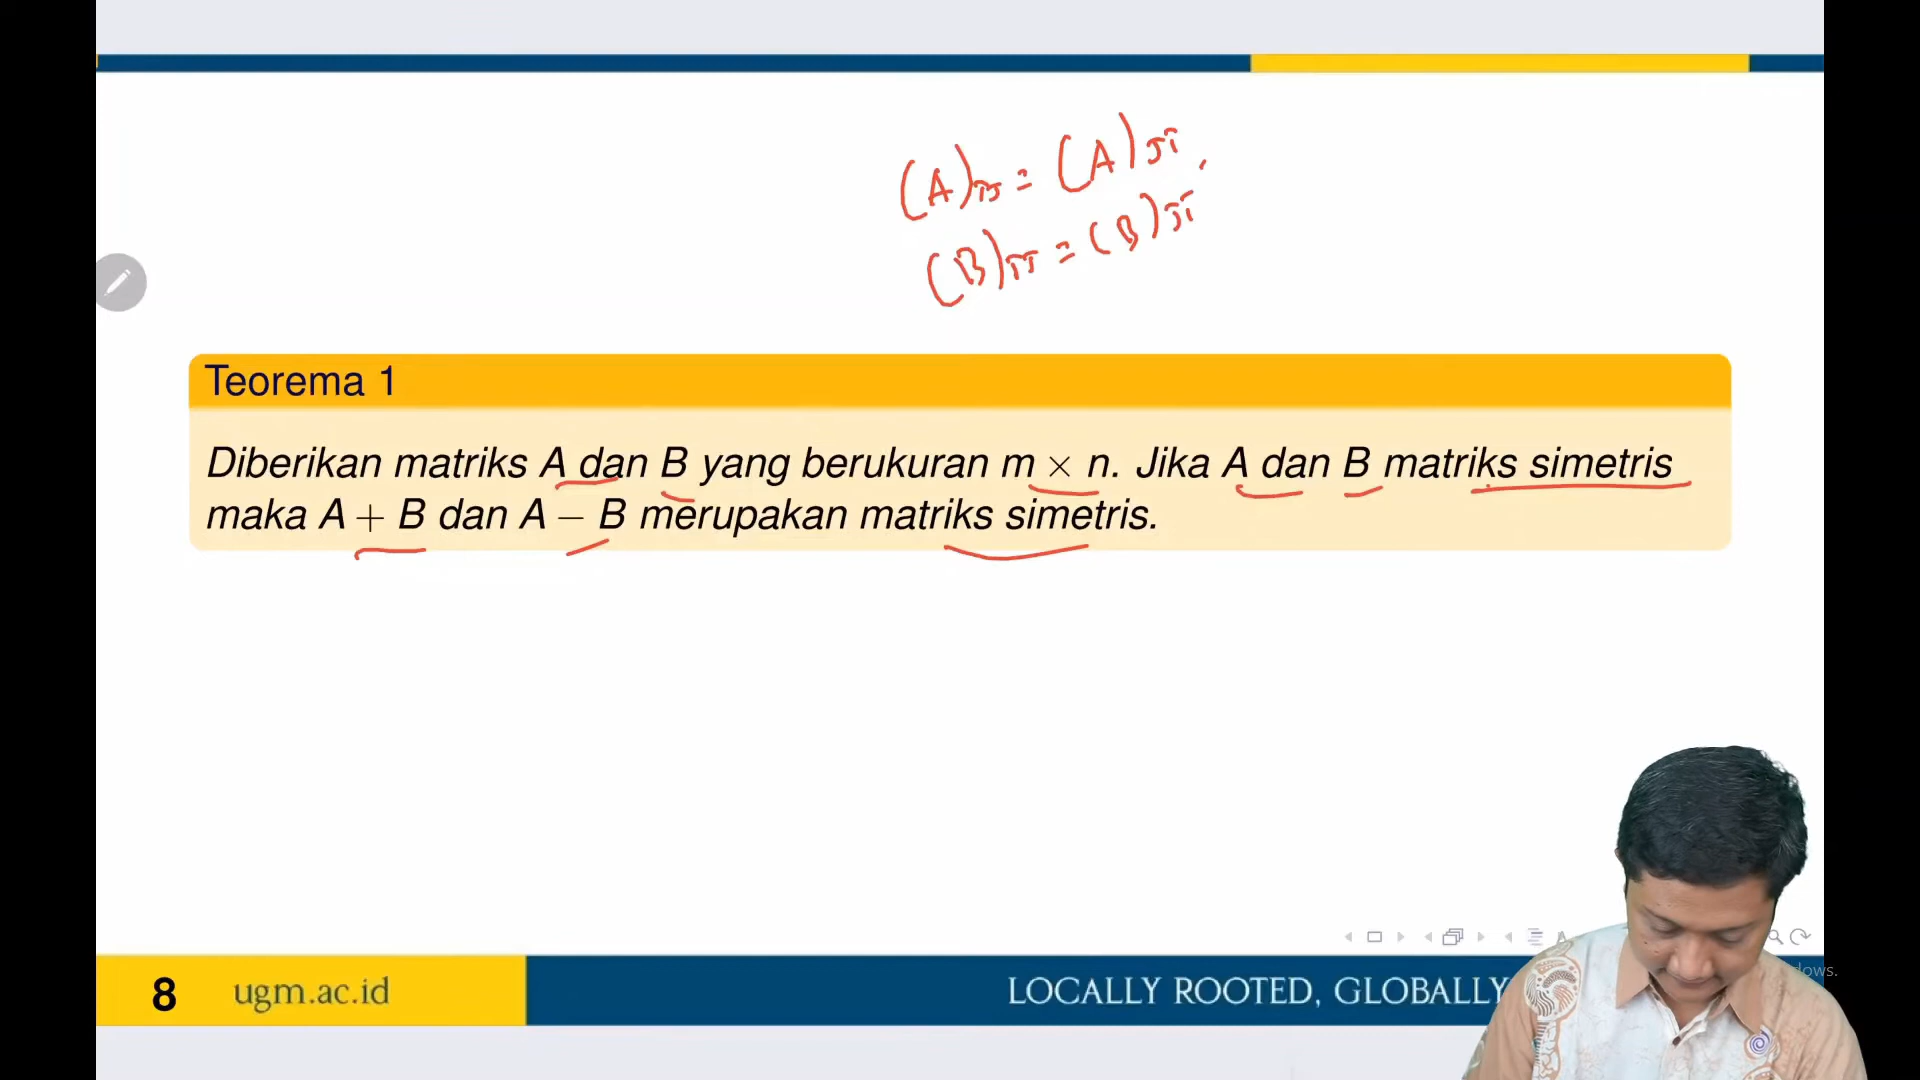 (A)ij = (A)ji,
(B)ij = (B)ji
Teorema 1
Diberikan matriks A dan B yang berukuran m × n. Jika A dan B matriks simetris
maka A + B dan A − B merupakan matriks simetris.
8 ugm.ac.id LOCALLY ROOTED, GLOBALLY
dows.